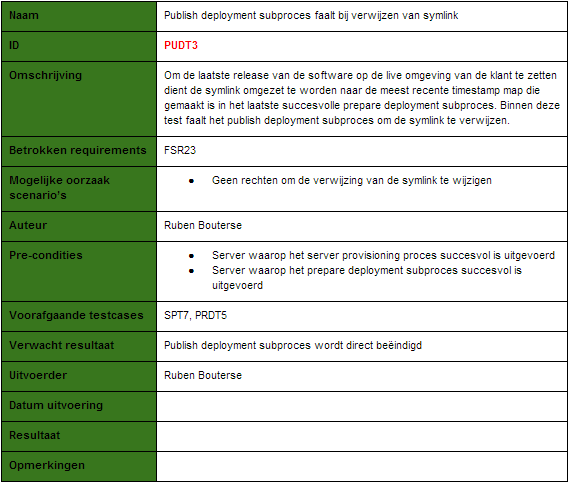 Naam
Publish deployment subproces faalt bij verwijzen van symlink
ID
PUDT3
Omschrijving
Om de laatste release van de software op de live omgeving van de klant te zetten
dient de symlink omgezet te worden naar de meest recente timestamp map die
gemaakt is in het laatste succesvolle prepare deployment subproces. Binnen deze
test faalt het publish deployment subproces om de symlink te verwijzen.
Betrokken requirements
FSR23
Mogelijke oorzaak
scenario's
● Geen rechten om de verwijzing van de symlink te wijzigen
Auteur
Ruben Bouterse
Pre-condities
● Server waarop het server provisioning proces succesvol is uitgevoerd
● Server waarop het prepare deployment subproces succesvol is
uitgevoerd
Voorafgaande testcases
SPT7, PRDT5
Verwacht resultaat
Publish deployment subproces wordt direct beëindigd
Uitvoerder
Ruben Bouterse
Datum uitvoering
Resultaat
Opmerkingen